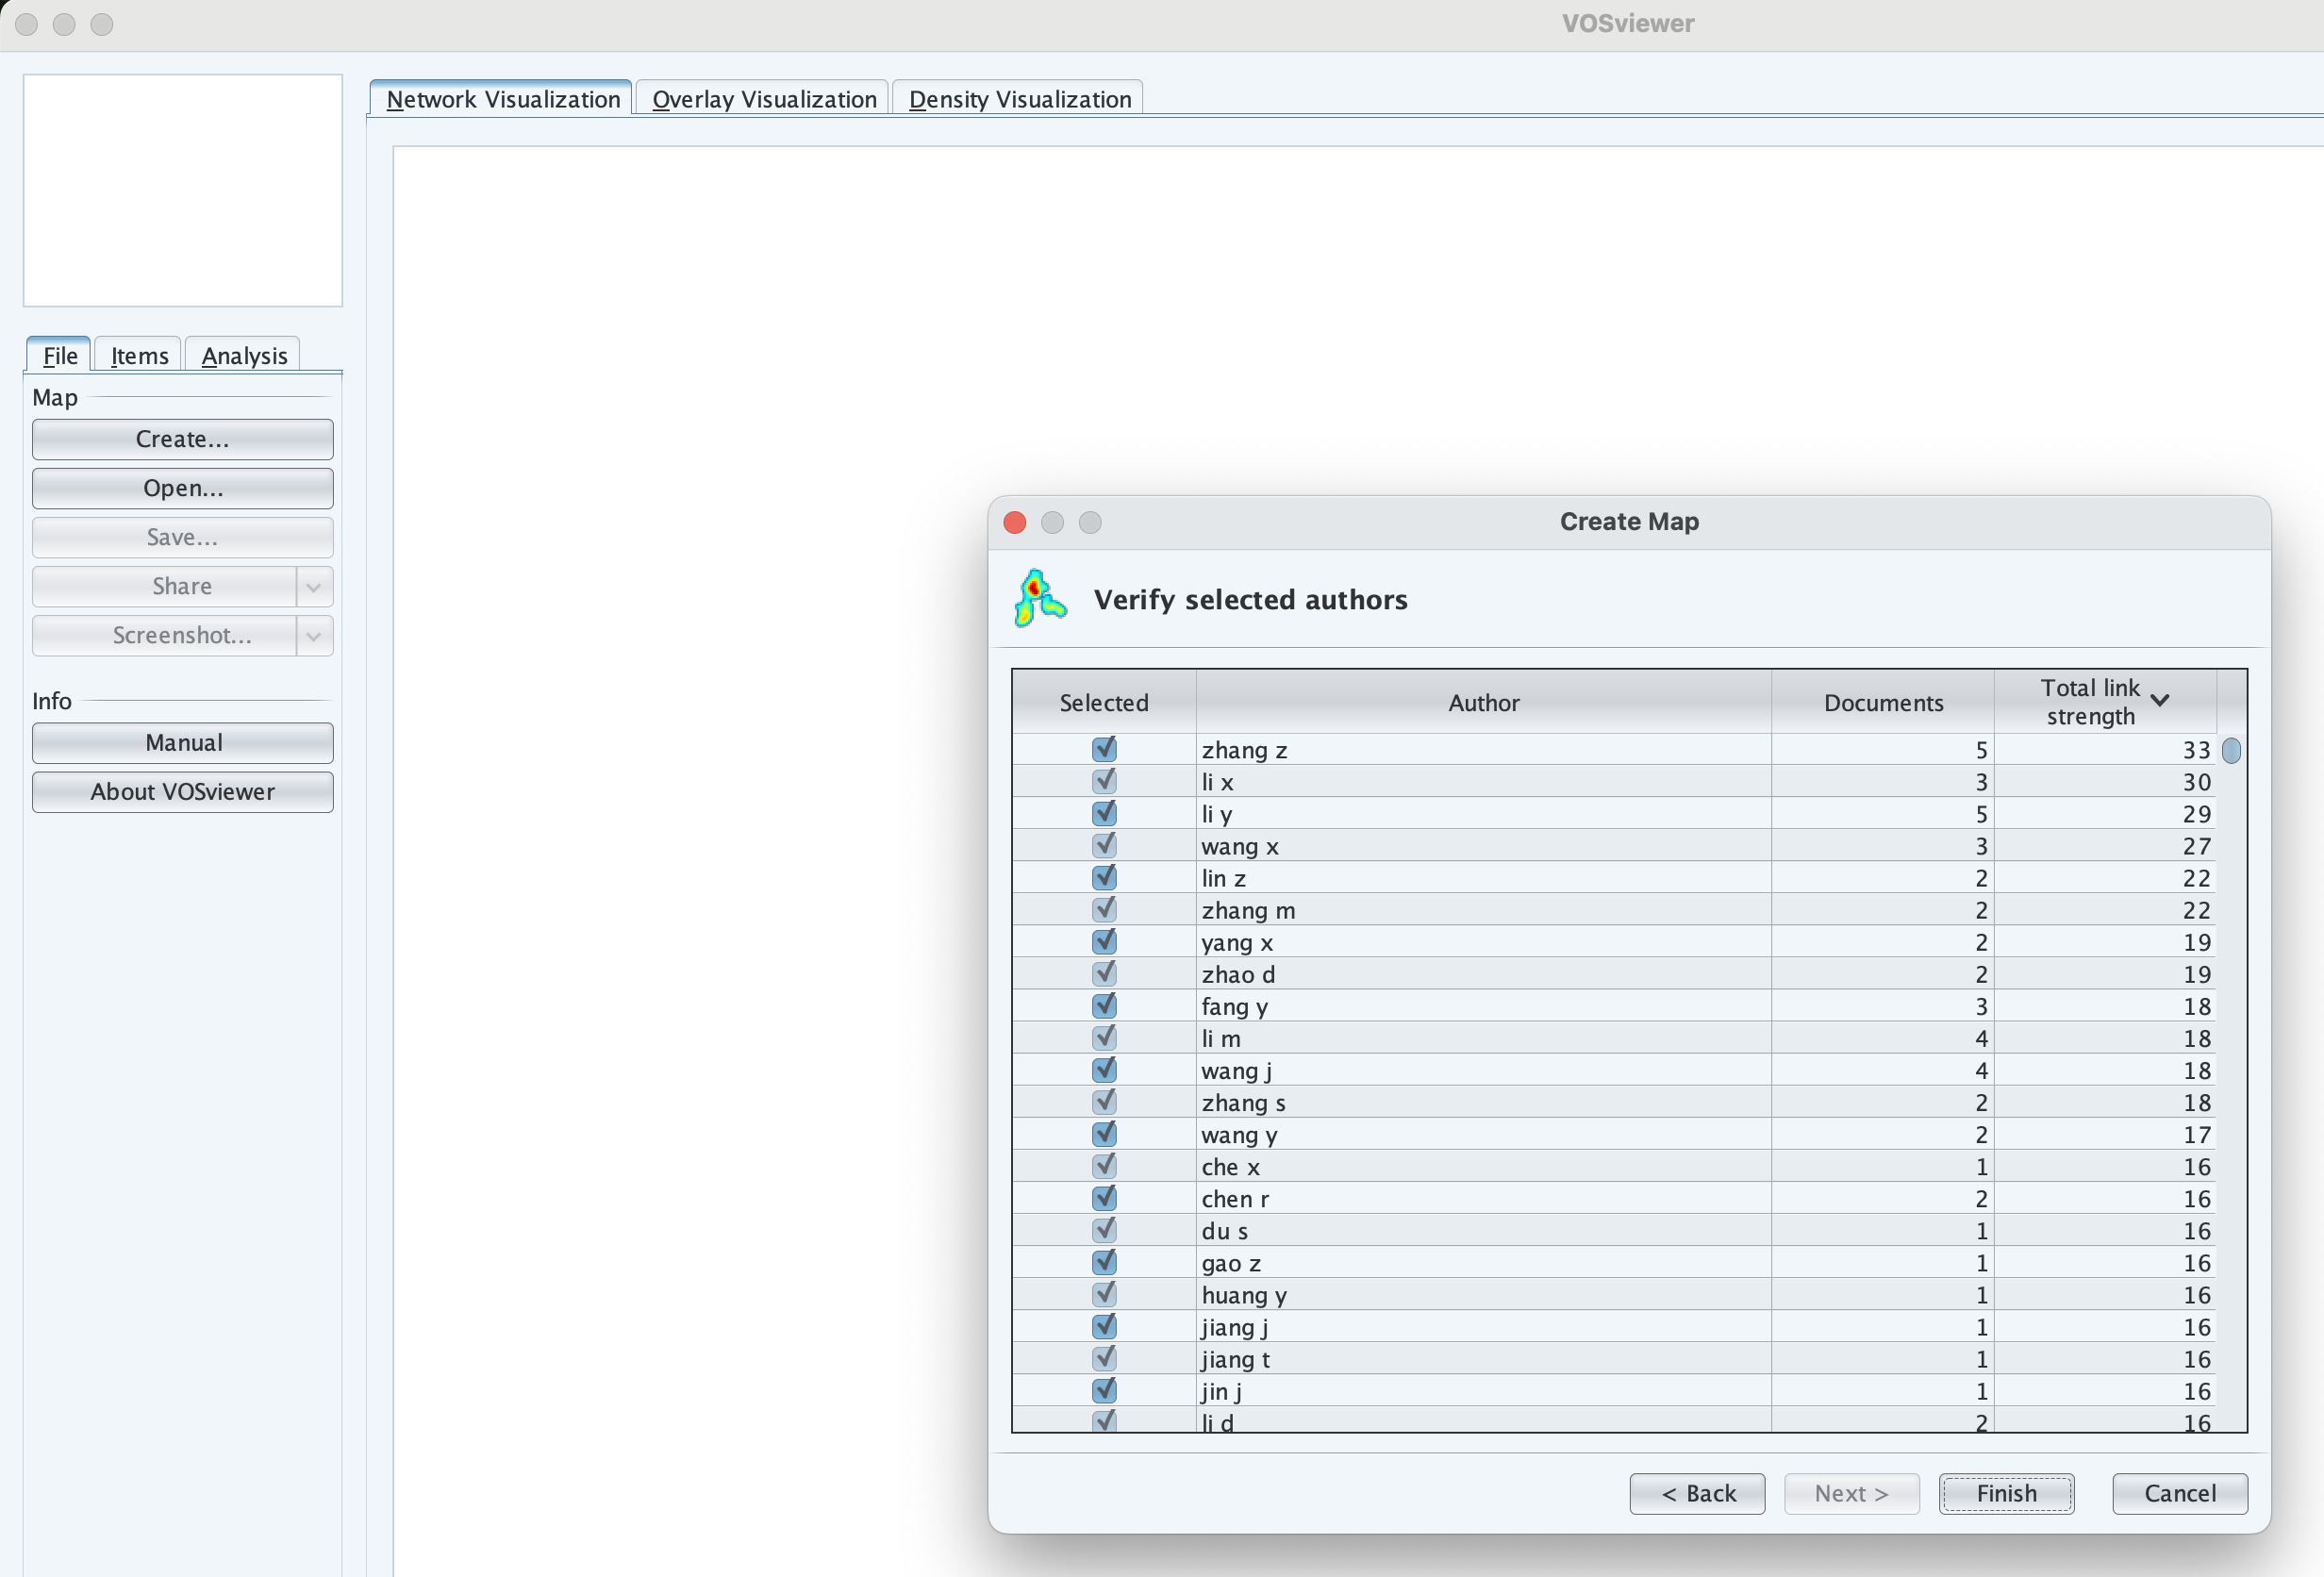 VOSviewer
Network Visualization
Overlay Visualization
Density Visualization
File
Items
Analysis
Map
Create...
Open...
Save...
Share
Screenshot...
Info
Manual
About VOSviewer
Create Map
Verify selected authors
Selected Author Documents Total link strength
zhang z 5 33
li x 3 30
li y 5 29
wang x 3 27
lin z 2 22
zhang m 2 22
yang x 2 19
zhao d 2 19
fang y 3 18
li m 4 18
wang j 4 18
zhang s 2 18
wang y 2 17
che x 1 16
chen r 2 16
du s 1 16
gao z 1 16
huang y 1 16
jiang j 1 16
jiang t 1 16
jin j 1 16
li d 2 16
< Back
Next >
Finish
Cancel